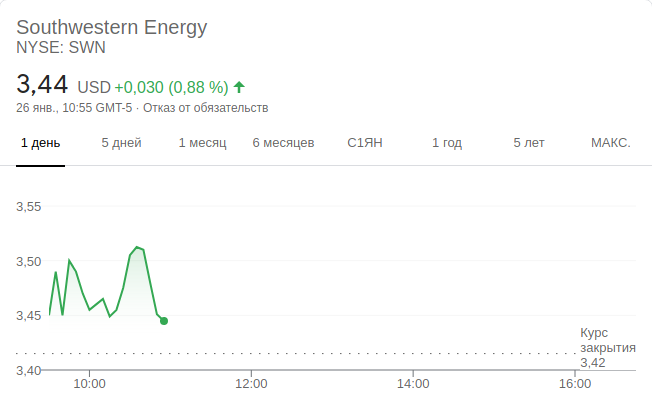 Southwestern Energy
NYSE: SWN
3,44 USD +0,030 (0,88 %)
26 янв., 10:55 GMT-5 · Отказ от обязательств
1 день 5 дней 1 месяц 6 месяцев С1ЯН 1 год 5 лет МАКС.
3,55
3,50
3,45
Курс
закрытия
3,42
3,40
10:00 12:00 14:00 16:00